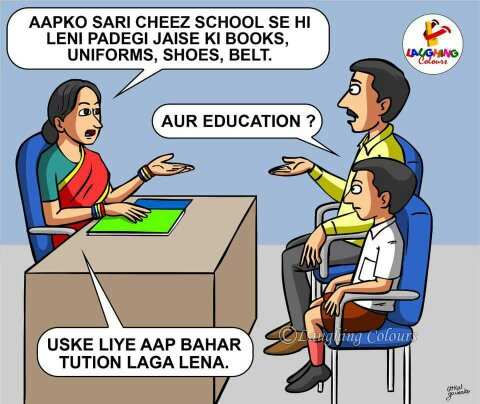 AAPKO SARI CHEEZ SCHOOL SE HI
LENI PADEGI JAISE KI BOOKS,
UNIFORMS, SHOES, BELT.
LAUGHING
Colours
AUR EDUCATION ?
©Laughing Colours
USKE LIYE AAP BAHAR
TUTION LAGA LENA.